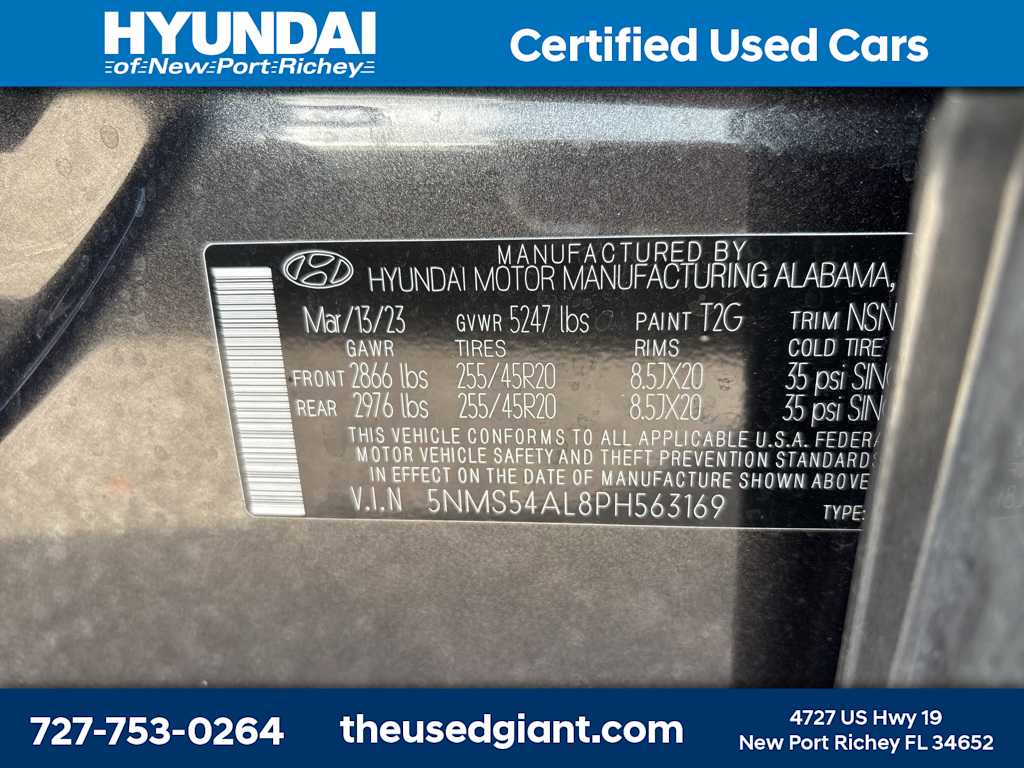 HYUNDAI
of New Port Richey
Certified Used Cars
MANUFACTURED BY
HYUNDAI MOTOR MANUFACTURING ALABAMA,
Mar/13/23 GVWR 5247 lbs PAINT T2G TRIM NSN
GAWR TIRES RIMS COLD TIRE
FRONT 2866 lbs 255/45R20 8.5JX20 35 psi SING
REAR 2976 lbs 255/45R20 8.5JX20 35 psi SING
THIS VEHICLE CONFORMS TO ALL APPLICABLE U.S.A. FEDERA
MOTOR VEHICLE SAFETY AND THEFT PREVENTION STANDARDS
IN EFFECT ON THE DATE OF MANUFACTURE SHOWN ABOVE
V.I.N 5NMS54AL8PH563169 TYPE:
727-753-0264
theusedgiant.com
4727 US Hwy 19
New Port Richey FL 34652